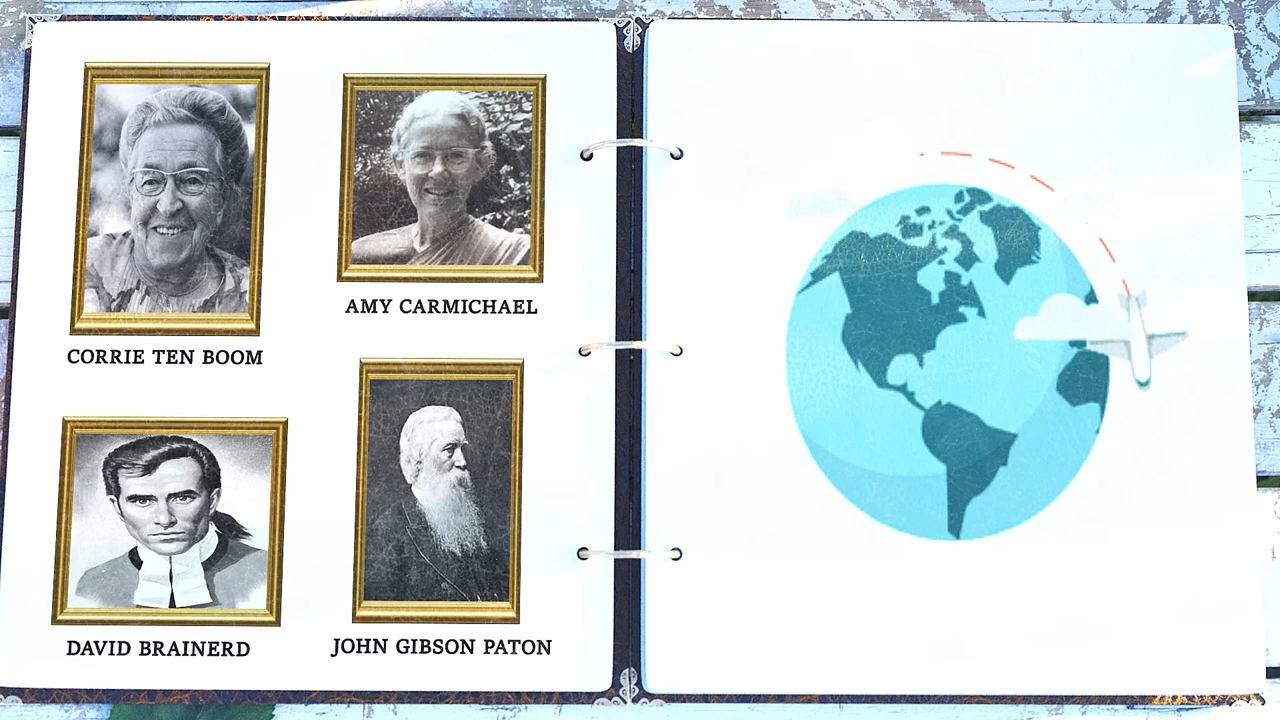 CORRIE TEN BOOM
AMY CARMICHAEL
DAVID BRAINERD
JOHN GIBSON PATON